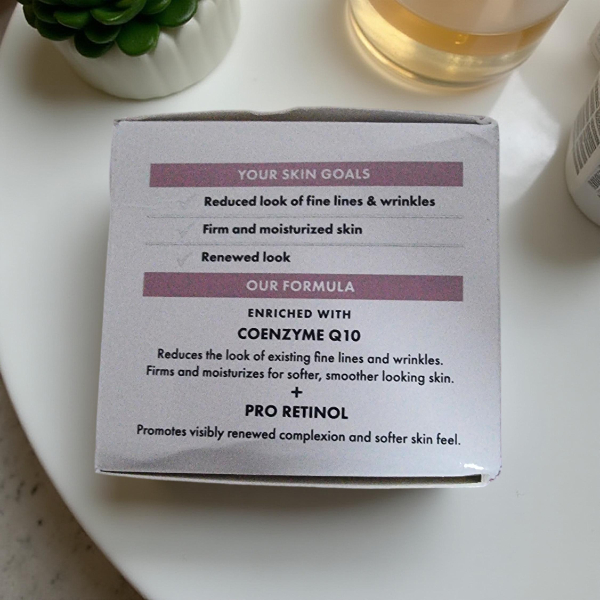 YOUR SKIN GOALS
Reduced look of fine lines & wrinkles
Firm and moisturized skin
Renewed look
OUR FORMULA
ENRICHED WITH
COENZYME Q10
Reduces the look of existing fine lines and wrinkles.
Firms and moisturizes for softer, smoother looking skin.
+
PRO RETINOL
Promotes visibly renewed complexion and softer skin feel.